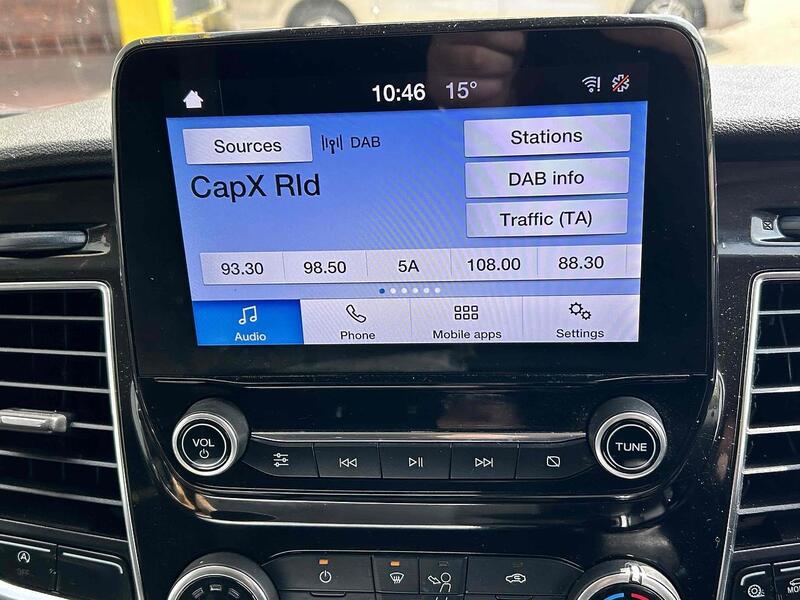 10:46 15°
Sources DAB Stations
CapX Rld DAB info
Traffic (TA)
93.30 98.50 5A 108.00 88.30
Audio Phone Mobile apps Settings
VOL TUNE
A OFF